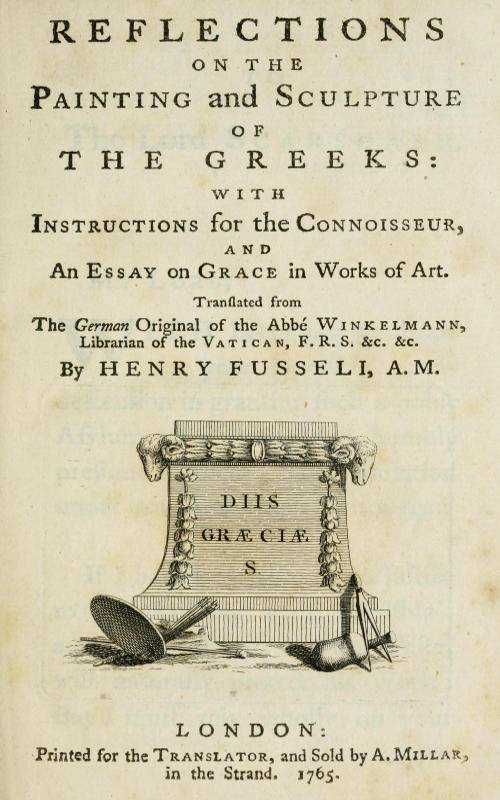 REFLECTIONS
ON THE
PAINTING and SCULPTURE
OF
THE GREEKS:
WITH
INSTRUCTIONS for the CONNOISSEUR,
AND
An ESSAY on GRACE in Works of Art.
Tranſlated from
The German Original of the Abbé WINKELMANN,
Librarian of the VATICAN, F. R. S. &c. &c.
By HENRY FUSSELI, A.M.
DIIS
GRÆCIÆ
S.
LONDON:
Printed for the TRANSLATOR, and Sold by A. MILLAR,
in the Strand. 1765.